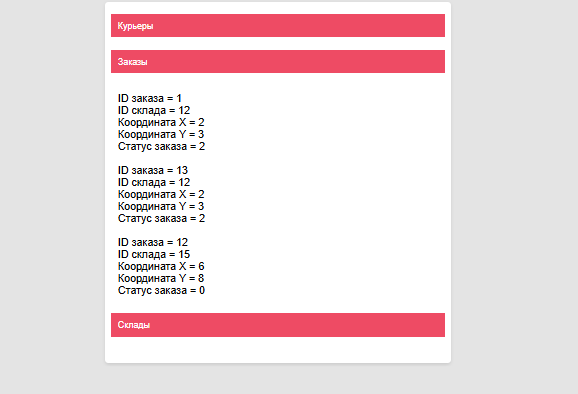 Курьеры
Заказы
ID заказа = 1
ID склада = 12
Координата X = 2
Координата Y = 3
Статус заказа = 2
ID заказа = 13
ID склада = 12
Координата X = 2
Координата Y = 3
Статус заказа = 2
ID заказа = 12
ID склада = 15
Координата X = 6
Координата Y = 8
Статус заказа = 0
Склады